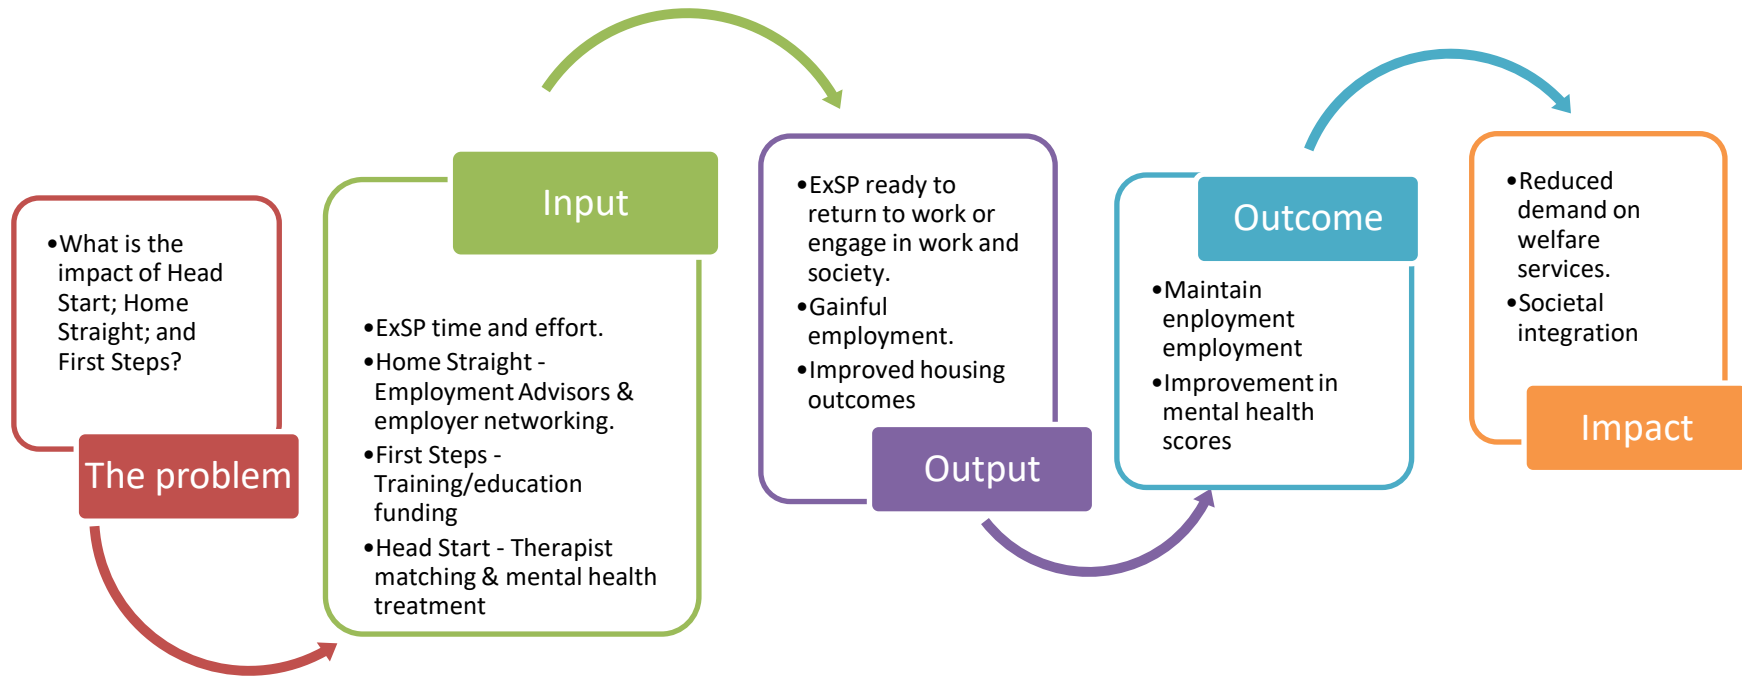 •What is the
impact of Head
Start; Home
Straight; and
First Steps?
The problem
Input
•ExSP time and effort.
•Home Straight -
Employment Advisors &
employer networking.
•First Steps -
Training/education
funding
•Head Start - Therapist
matching & mental health
treatment
•ExSP ready to
return to work or
engage in work and
society.
•Gainful
employment.
•Improved housing
outcomes
Output
Outcome
•Maintain
enployment
employment
•Improvement in
mental health
scores
•Reduced
demand on
welfare
services.
•Societal
integration
Impact